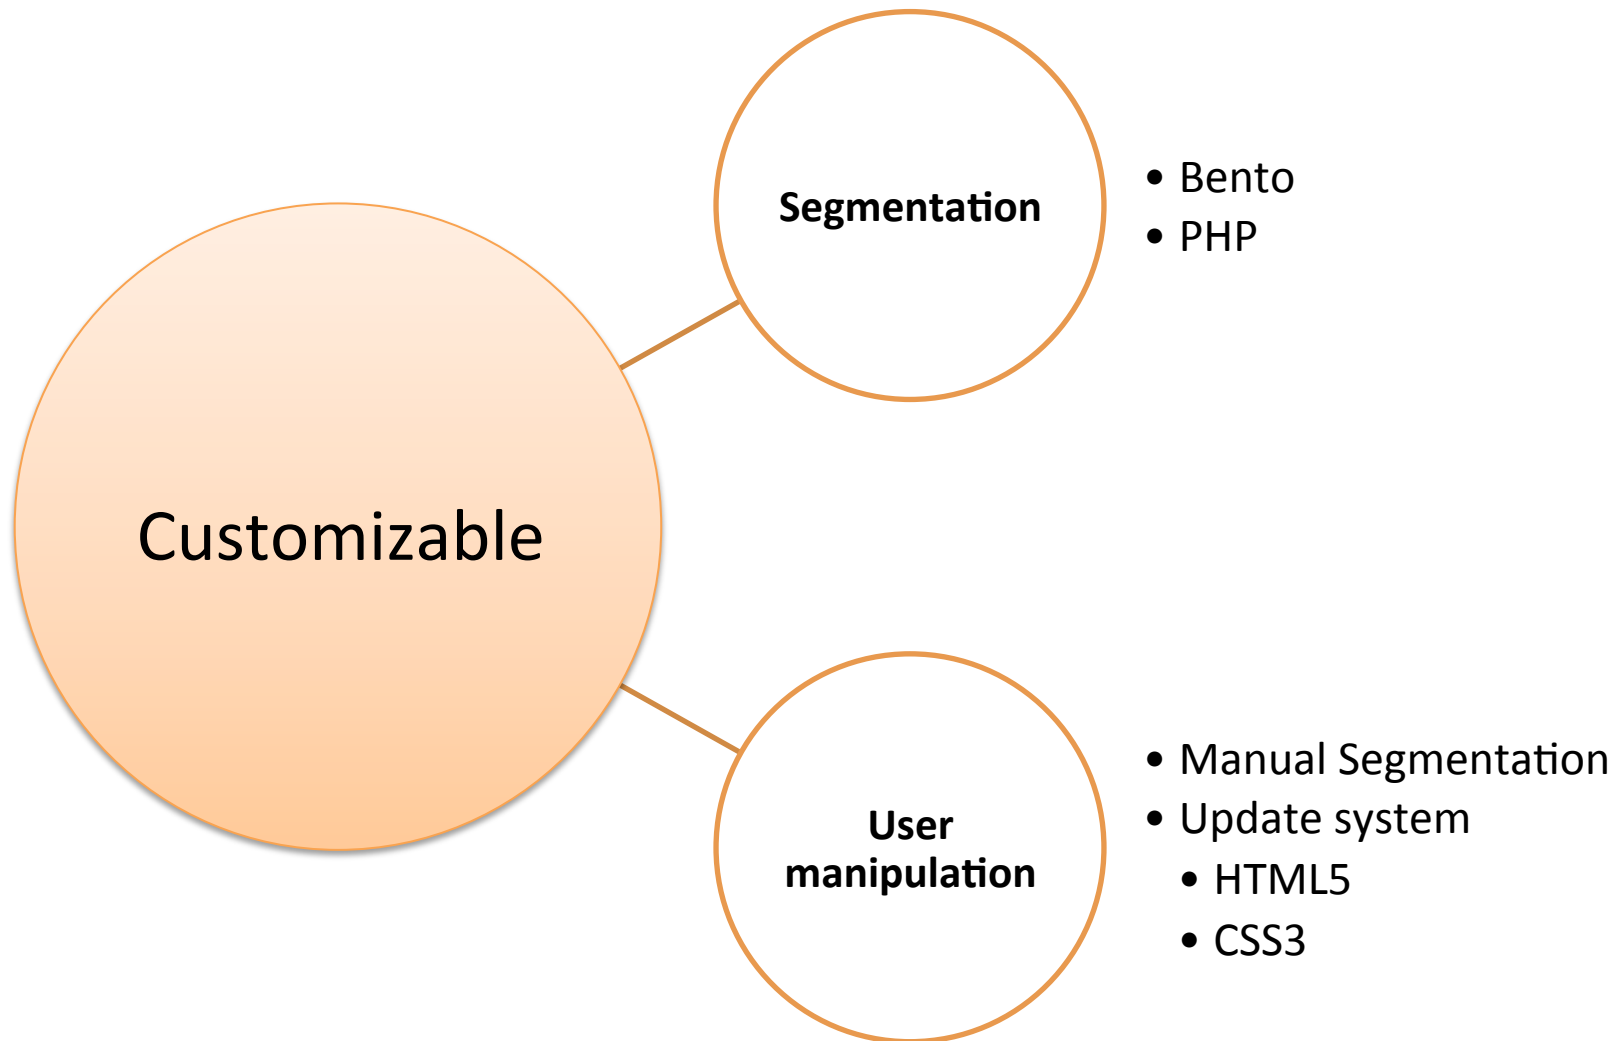 Customizable
Segmentation
• Bento
• PHP
User
manipulation
• Manual Segmentation
• Update system
• HTML5
• CSS3